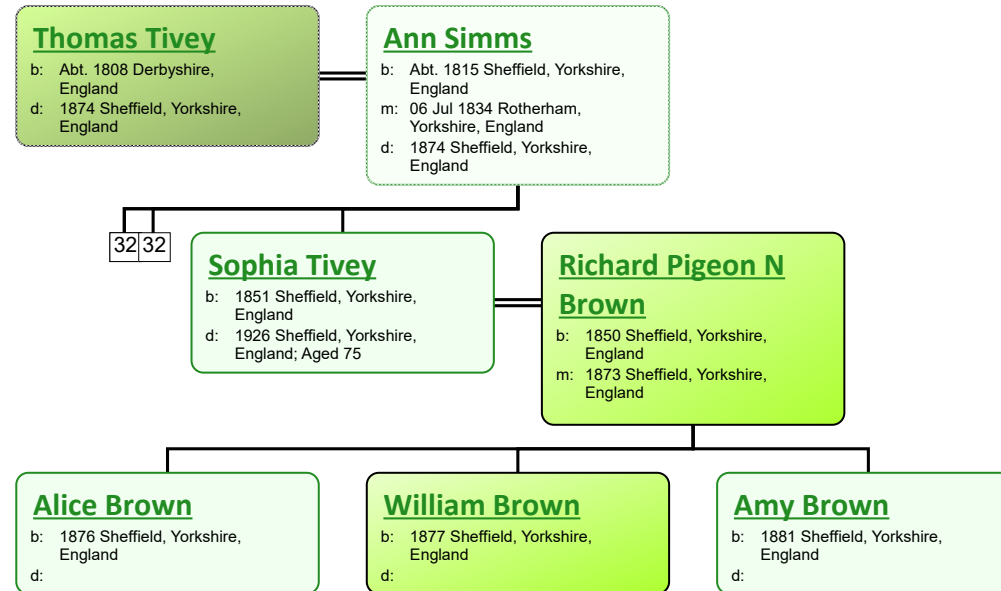 Thomas Tivey
b: Abt. 1808 Derbyshire,
England
d: 1874 Sheffield, Yorkshire,
England
Ann Simms
b: Abt. 1815 Sheffield, Yorkshire,
England
m: 06 Jul 1834 Rotherham,
Yorkshire, England
d: 1874 Sheffield, Yorkshire,
England
32 32
Sophia Tivey
b: 1851 Sheffield, Yorkshire,
England
d: 1926 Sheffield, Yorkshire,
England; Aged 75
Richard Pigeon N
Brown
b: 1850 Sheffield, Yorkshire,
England
m: 1873 Sheffield, Yorkshire,
England
Alice Brown
b: 1876 Sheffield, Yorkshire,
England
d:
William Brown
b: 1877 Sheffield, Yorkshire,
England
d:
Amy Brown
b: 1881 Sheffield, Yorkshire,
England
d: